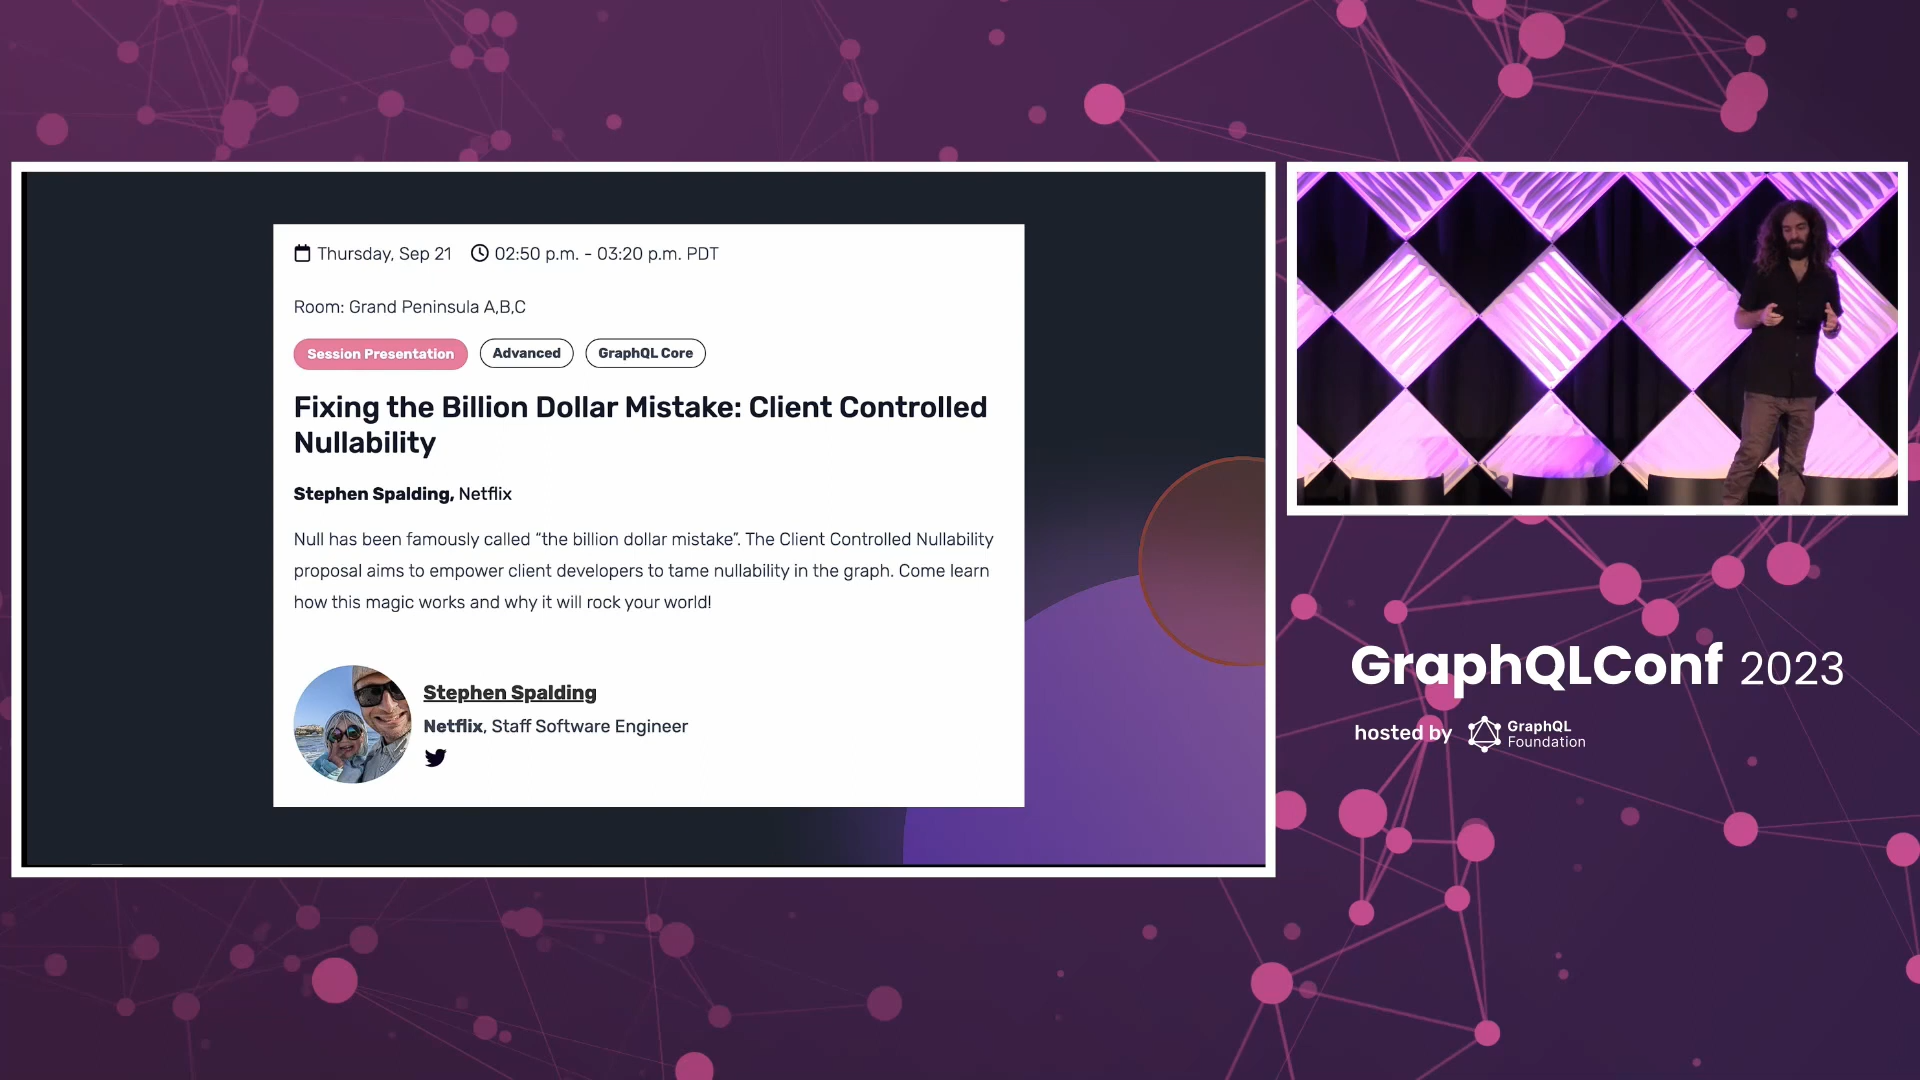 Thursday, Sep 21 02:50 p.m. - 03:20 p.m. PDT
Room: Grand Peninsula A,B,C
Session Presentation Advanced GraphQL Core
Fixing the Billion Dollar Mistake: Client Controlled
Nullability
Stephen Spalding, Netflix
Null has been famously called “the billion dollar mistake”. The Client Controlled Nullability
proposal aims to empower client developers to tame nullability in the graph. Come learn
how this magic works and why it will rock your world!
Stephen Spalding
Netflix, Staff Software Engineer
GraphQLConf 2023
hosted by GraphQL
Foundation